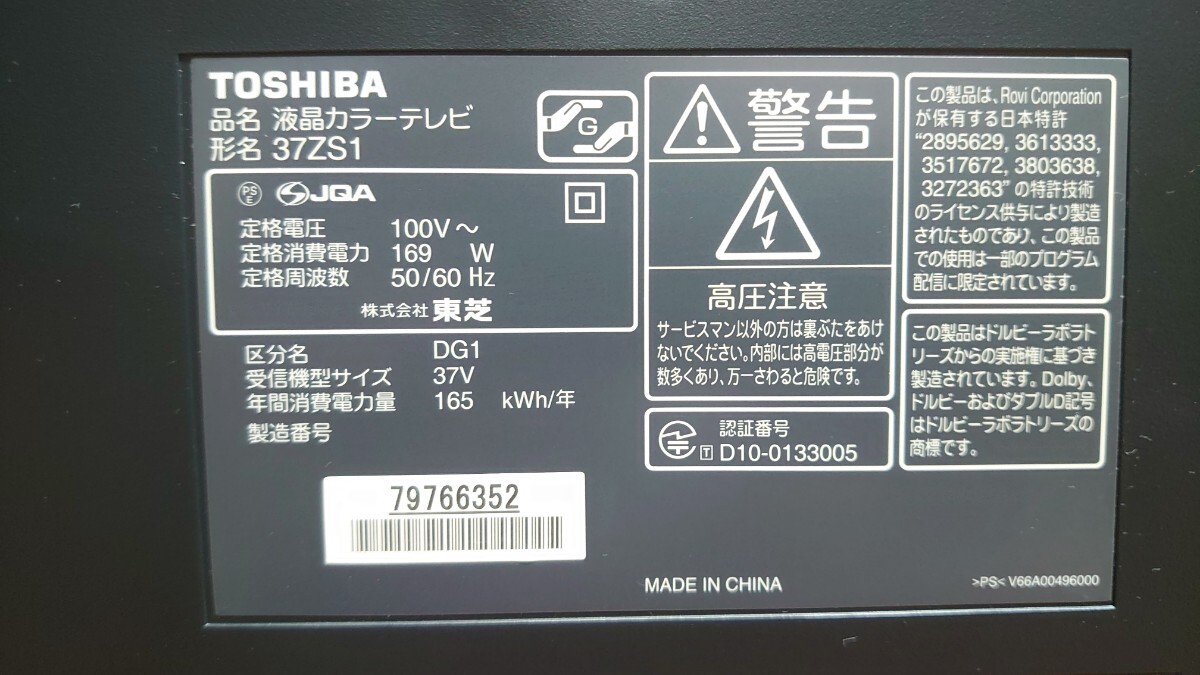 TOSHIBA
品名 液晶カラーテレビ
形名 37ZS1
G
PS
E
JQA
定格電圧 100V～
定格消費電力 169 W
定格周波数 50/60 Hz
株式会社 東芝
区分名 DG1
受信機型サイズ 37V
年間消費電力量 165 kWh/年
製造番号
79766352
警告
高圧注意
サービスマン以外の方は裏ぶたをあけ
ないでください。内部には高電圧部分が
数多くあり、万一さわると危険です。
認証番号
T D10-0133005
MADE IN CHINA
この製品は、Rovi Corporation
が保有する日本特許
“2895629, 3613333,
3517672, 3803638,
3272363”の特許技術
のライセンス供与により製造
されたものであり、この製品
での使用は一部のプログラム
配信に限定されています。
この製品はドルビーラボラト
リーズからの実施権に基づき
製造されています。Dolby、
ドルビーおよびダブルD記号
はドルビーラボラトリーズの
商標です。
>PS< V66A00496000